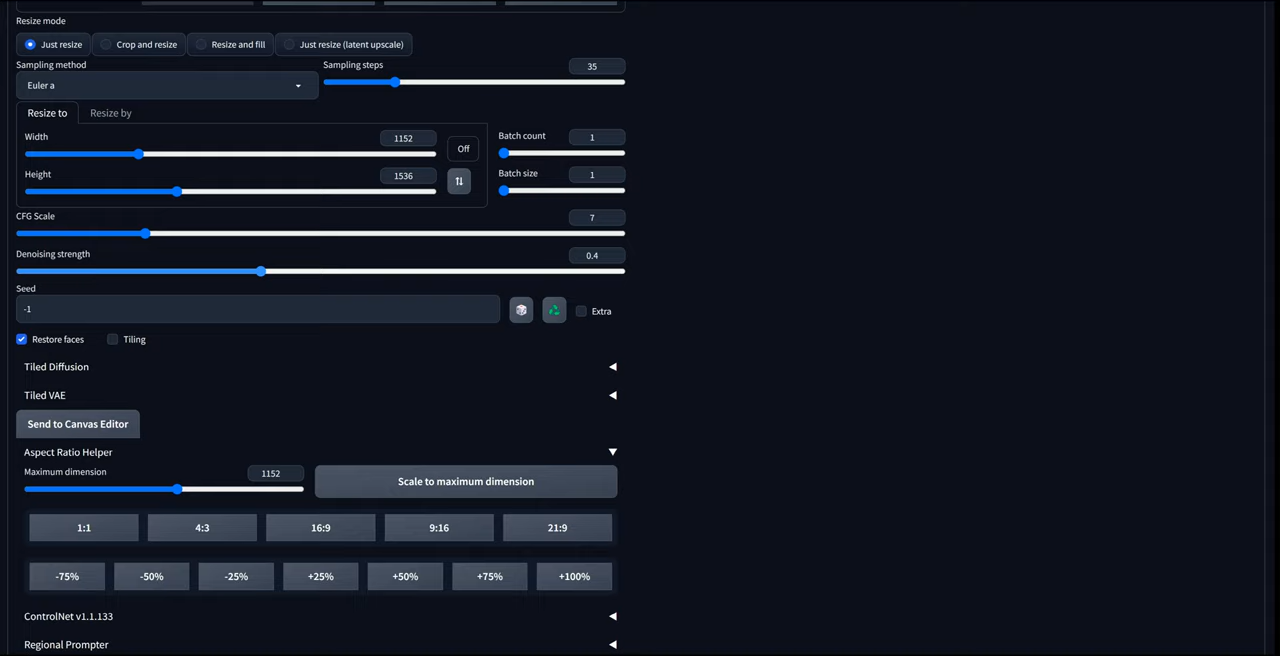 Resize mode
Just resize Crop and resize Resize and fill Just resize (latent upscale)
Sampling method Sampling steps 35
Euler a
Resize to Resize by
Width 1152 Off Batch count 1
Height 1536 Batch size 1
CFG Scale 7
Denoising strength 0.4
Seed
-1 Extra
Restore faces Tiling
Tiled Diffusion
Tiled VAE
Send to Canvas Editor
Aspect Ratio Helper
Maximum dimension 1152 Scale to maximum dimension
1:1 4:3 16:9 9:16 21:9
-75% -50% -25% +25% +50% +75% +100%
ControlNet v1.1.133
Regional Prompter